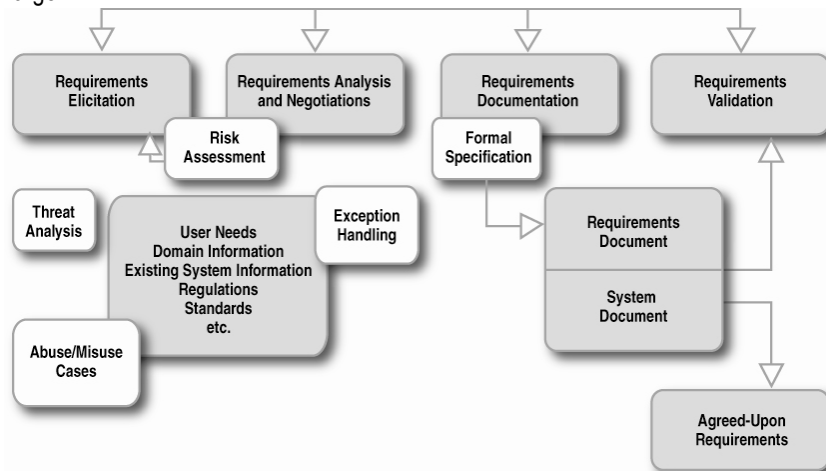 Requirements
Elicitation
Requirements Analysis
and Negotiations
Requirements
Documentation
Requirements
Validation
Risk
Assessment
Formal
Specification
Threat
Analysis
User Needs
Domain Information
Existing System Information
Regulations
Standards
etc.
Exception
Handling
Requirements
Document
System
Document
Abuse/Misuse
Cases
Agreed-Upon
Requirements